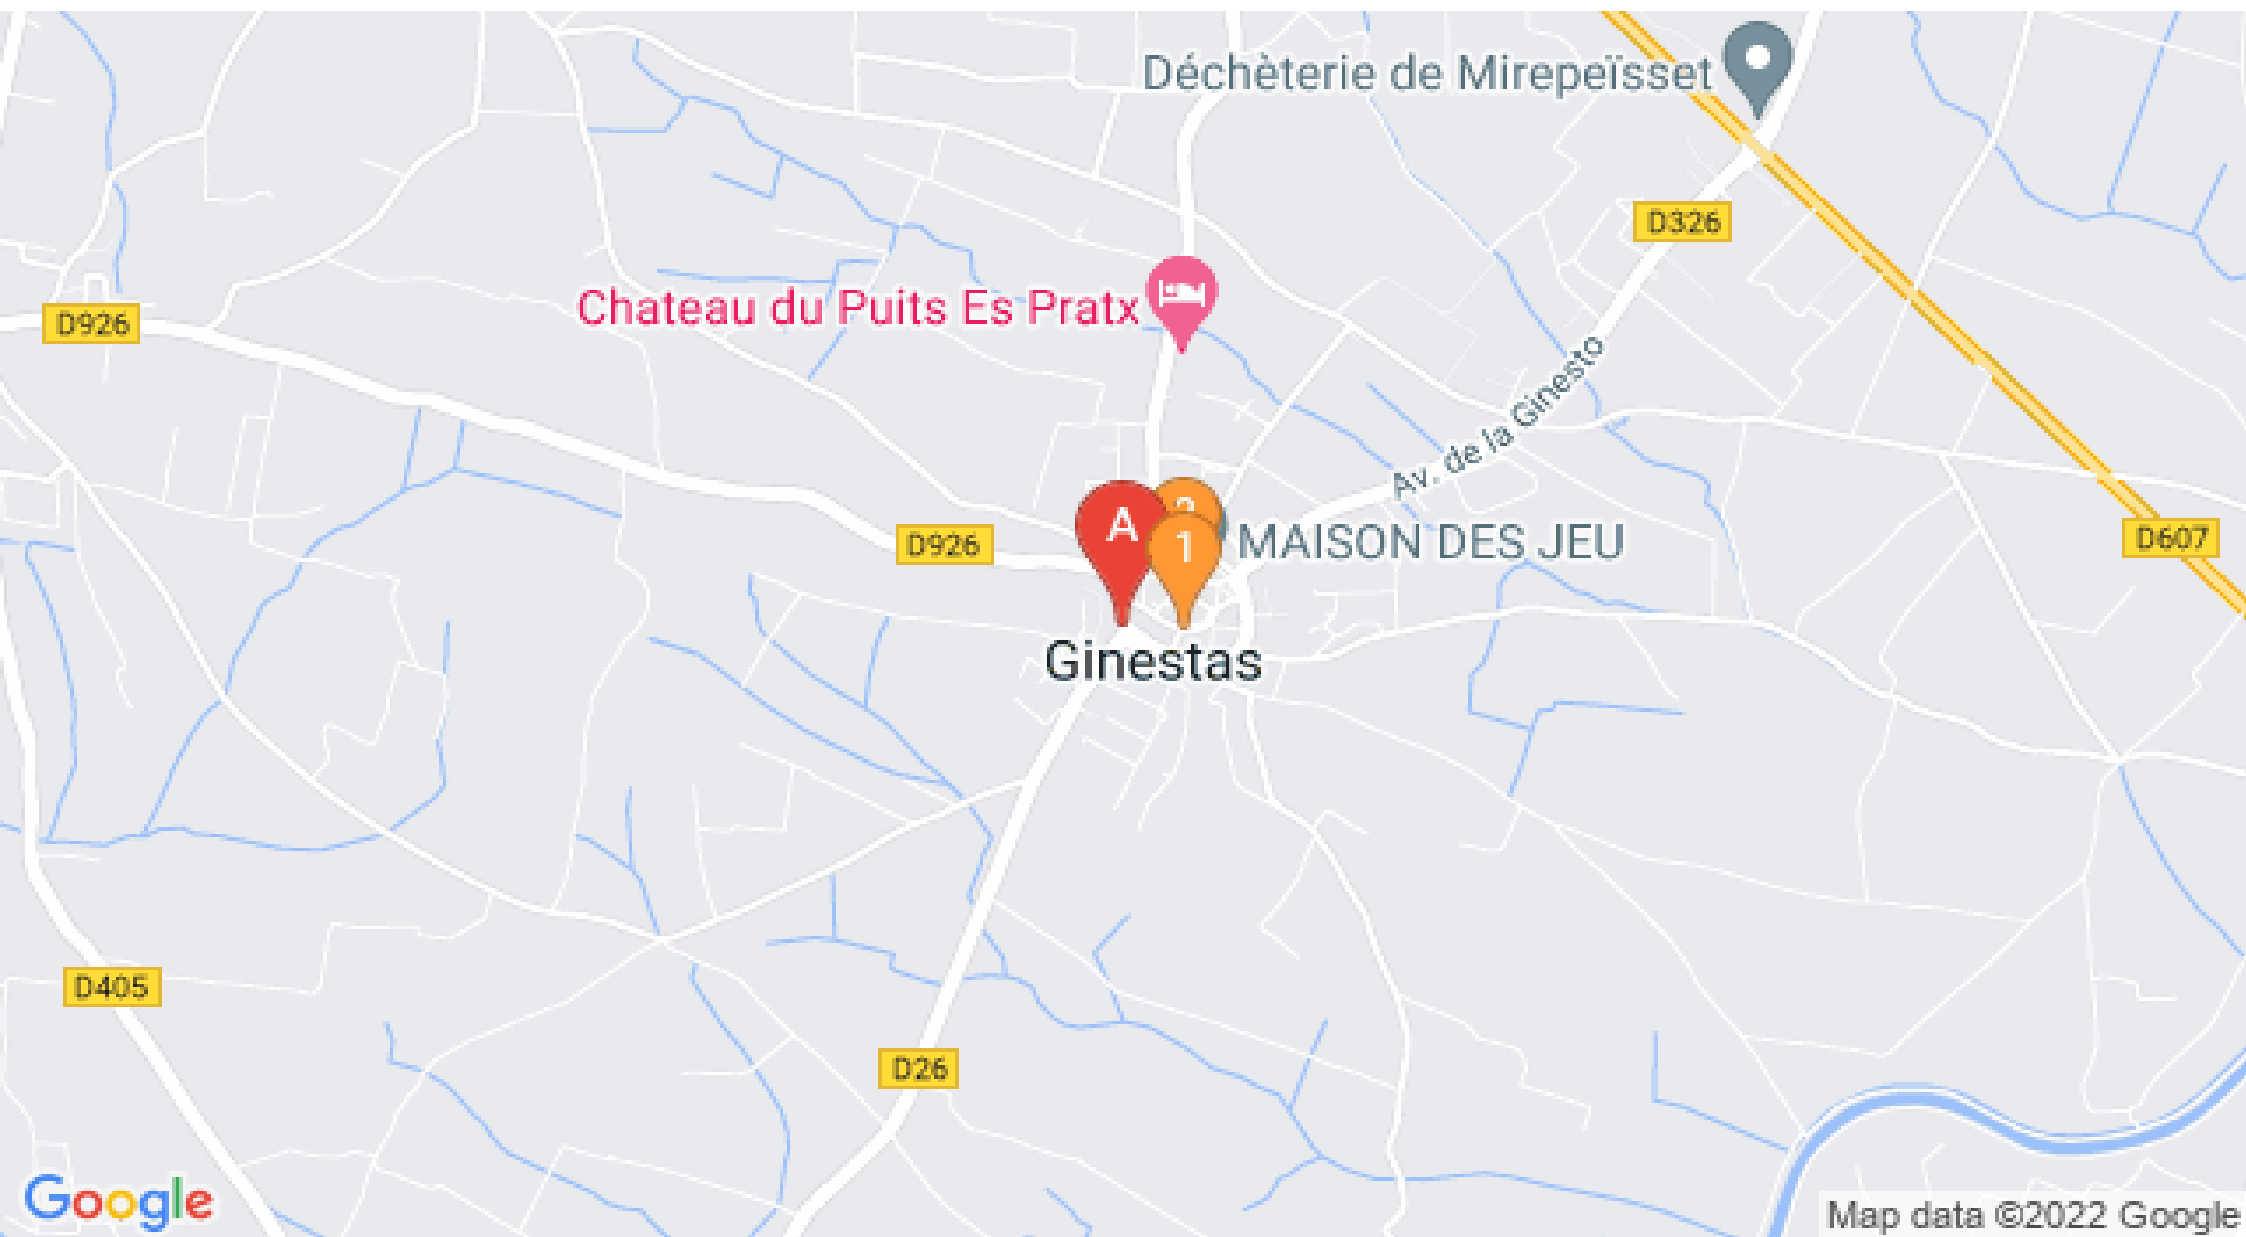 Déchèterie de Mirepeïsset
D326
Chateau du Puits Es Pratx
D926
Av. de la Ginesto
A
1
D926
MAISON DES JEU
D607
Ginestas
D405
D26
Google
Map data ©2022 Google